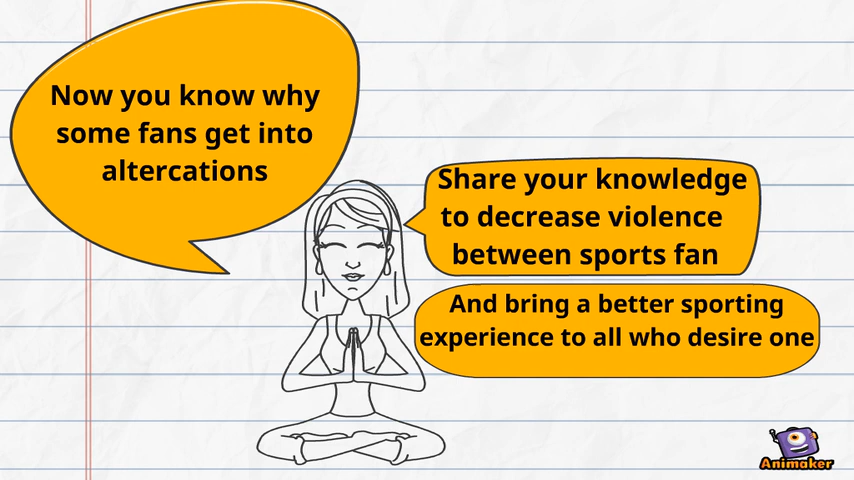 Now you know why
some fans get into
altercations
Share your knowledge
to decrease violence
between sports fan
And bring a better sporting
experience to all who desire one
Animaker